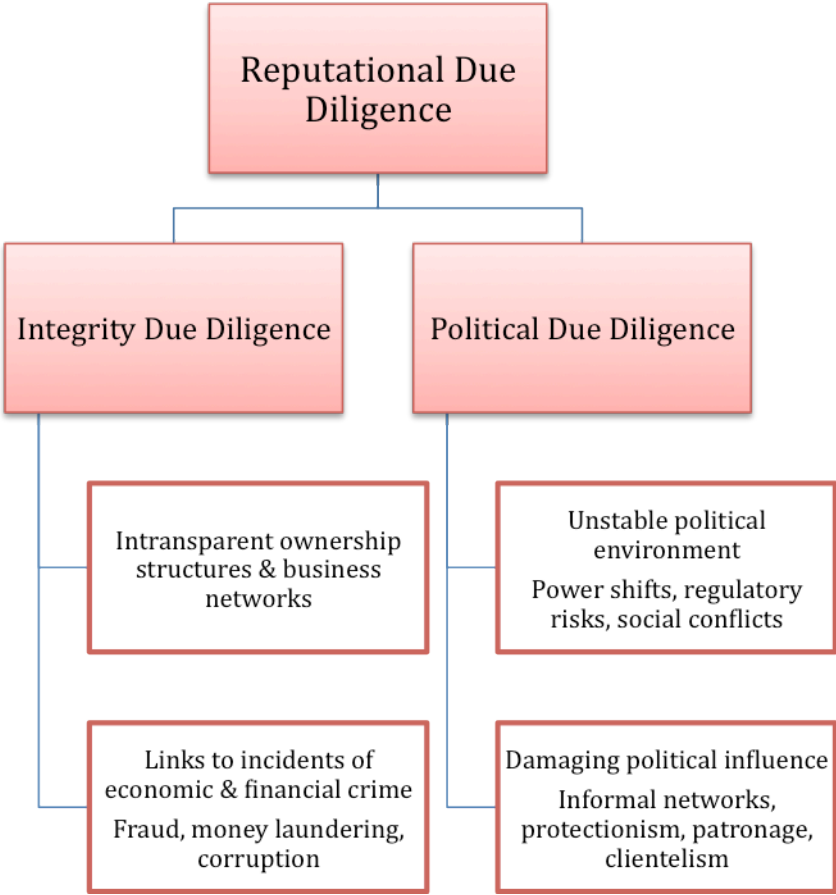 Reputational Due
Diligence
Integrity Due Diligence
Political Due Diligence
Intransparent ownership
structures & business
networks
Unstable political
environment
Power shifts, regulatory
risks, social conflicts
Links to incidents of
economic & financial crime
Fraud, money laundering,
corruption
Damaging political influence
Informal networks,
protectionism, patronage,
clientelism